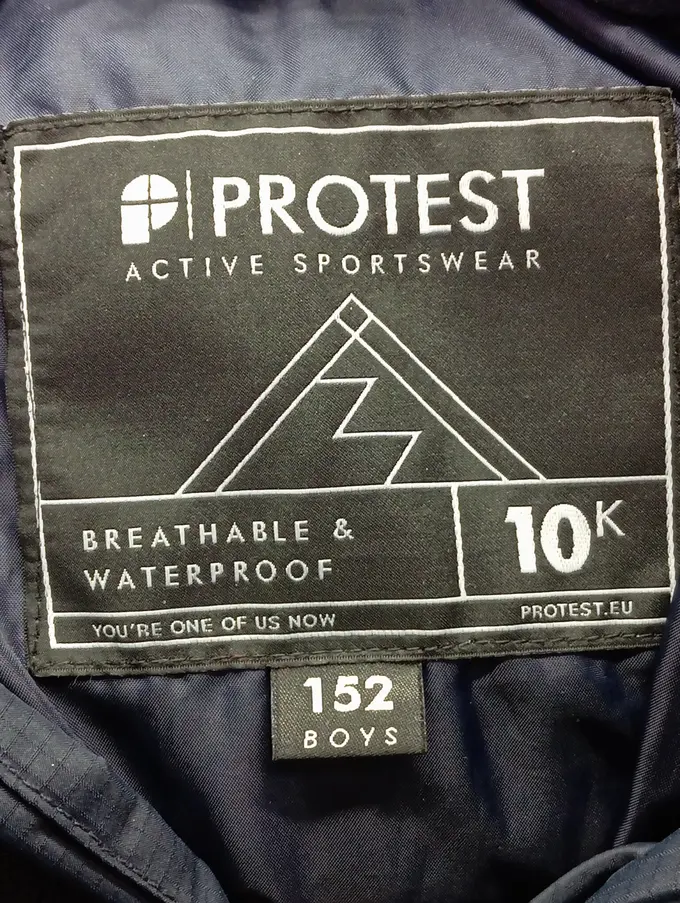 PROTEST
ACTIVE SPORTSWEAR
BREATHABLE &
WATERPROOF
10K
YOU'RE ONE OF US NOW
PROTEST.EU
152
BOYS